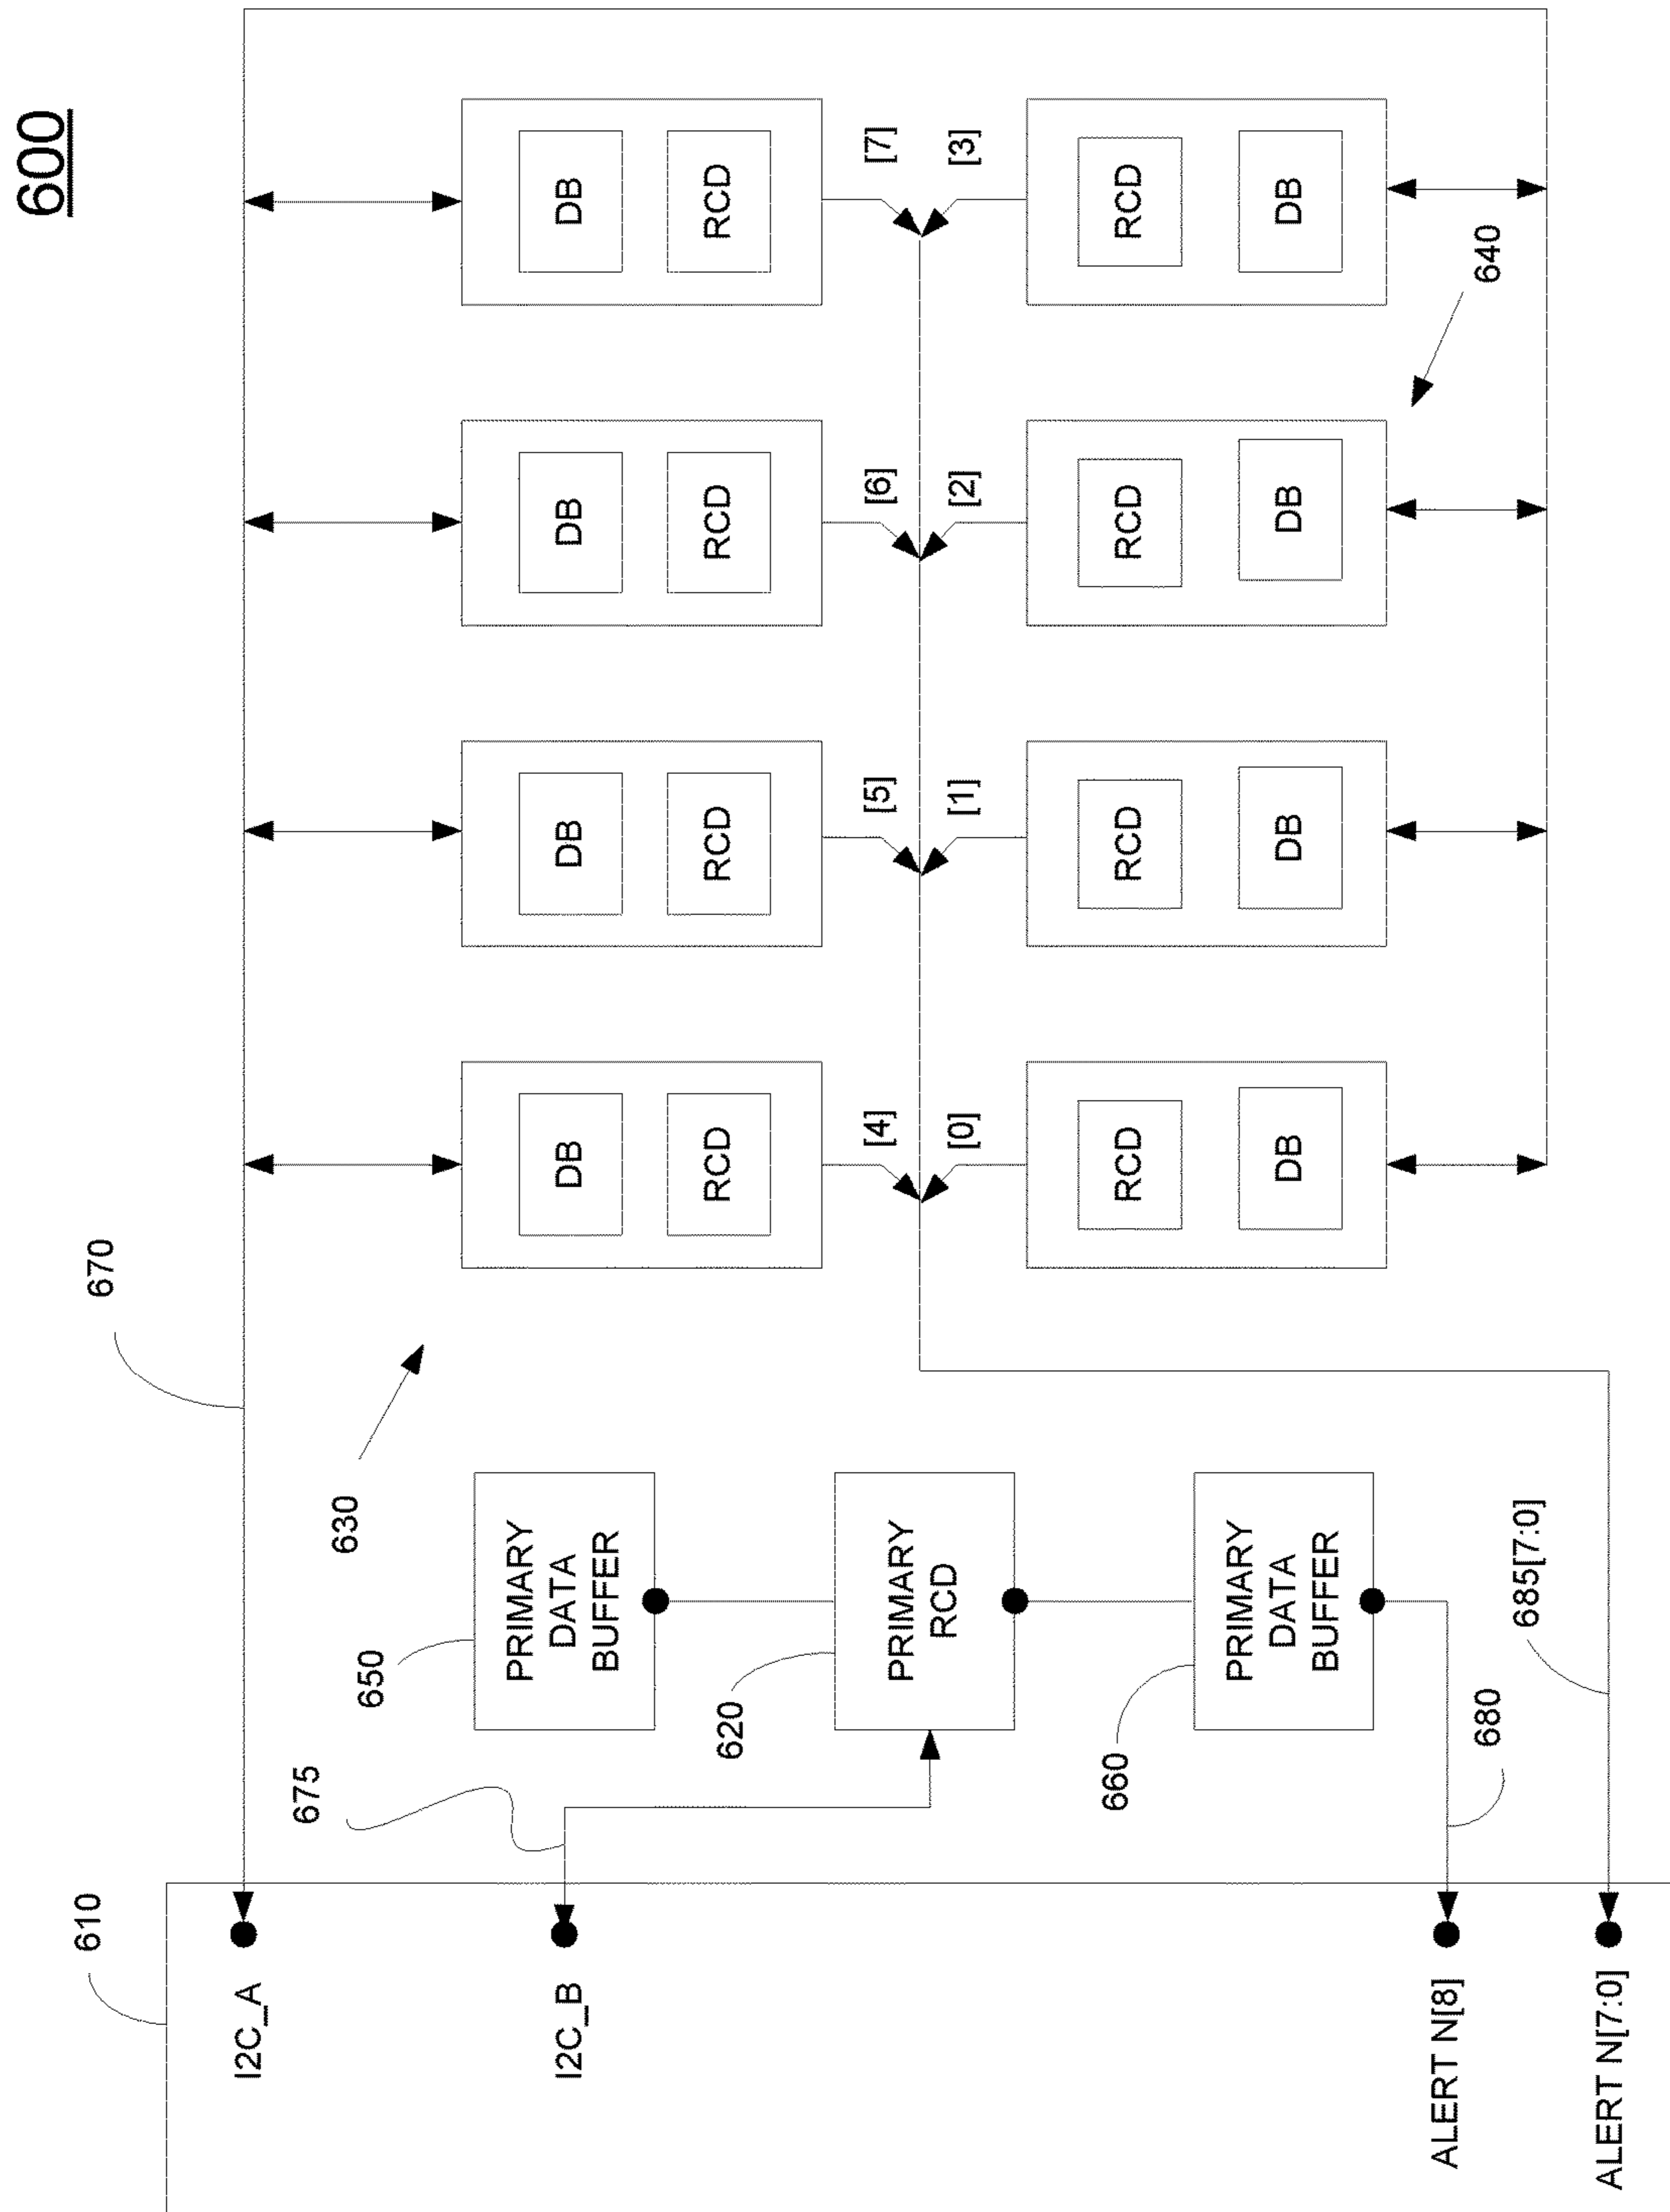 600
610
670
I2C_A
675
630
650
I2C_B
PRIMARY
DATA
BUFFER
DB
DB
DB
DB
RCD
RCD
RCD
RCD
620
PRIMARY
RCD
[4]
[5]
[6]
[7]
[0]
[1]
[2]
[3]
660
RCD
RCD
RCD
RCD
PRIMARY
DATA
BUFFER
DB
DB
DB
DB
ALERT N[8]
680
640
685[7:0]
ALERT N[7:0]